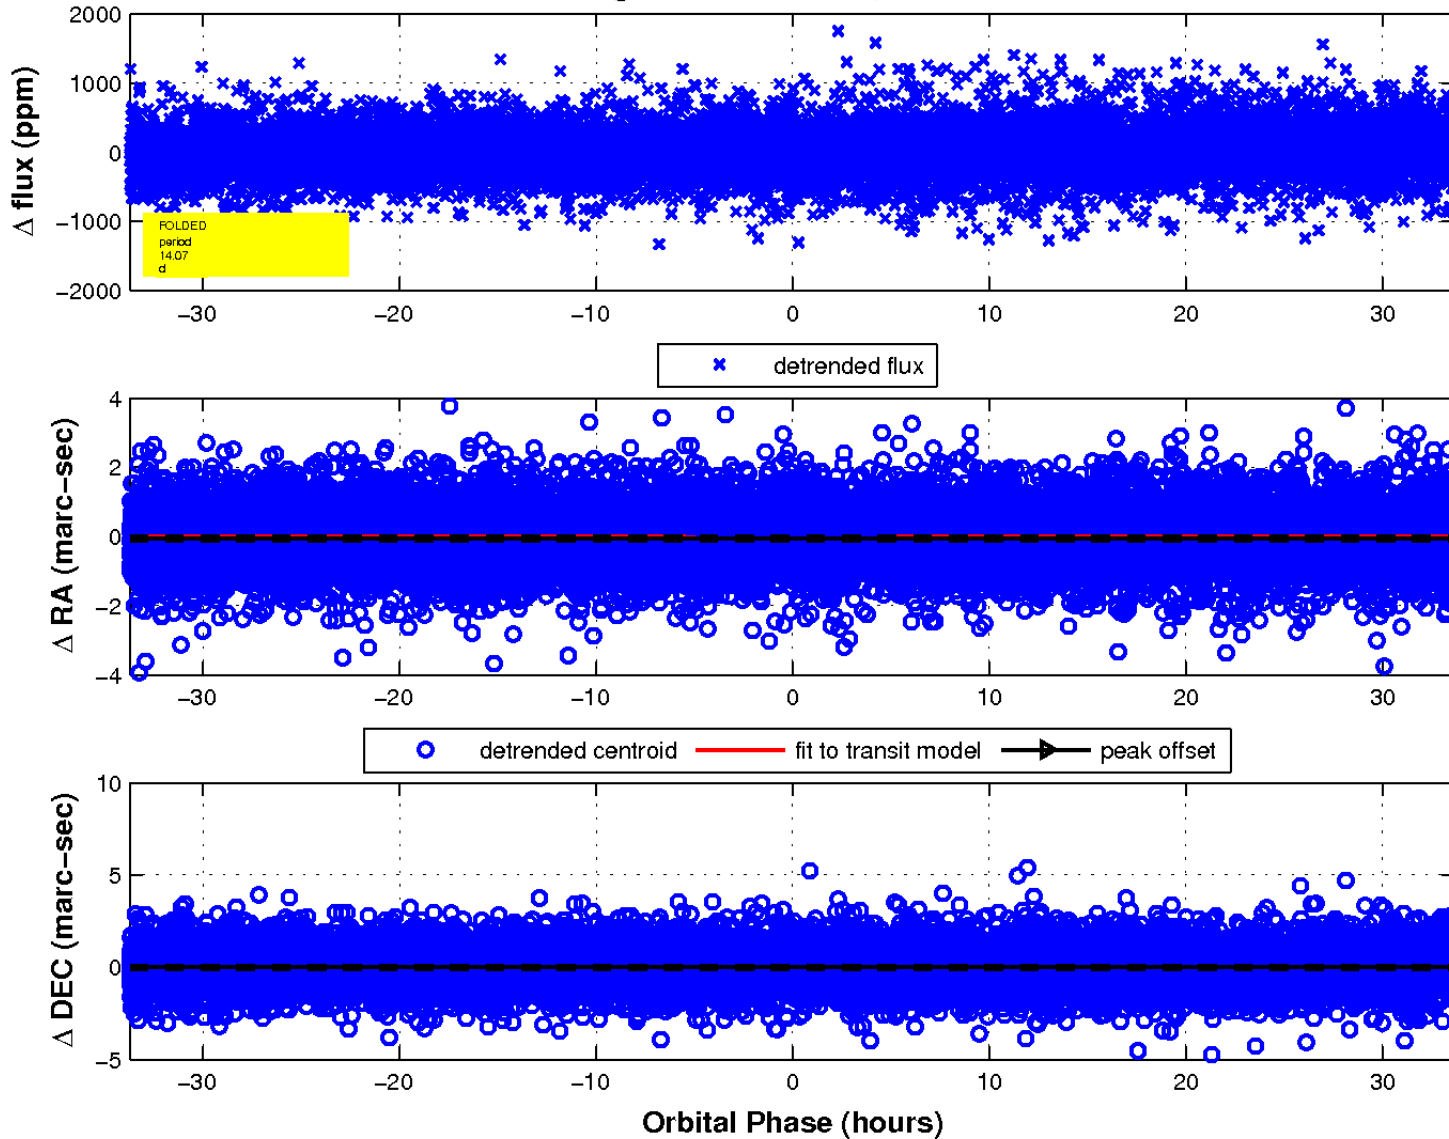 2000
1000
0
−1000
−2000
Δ flux (ppm)
FOLDED
period
14.07
d
−30 −20 −10 0 10 20 30
detrended flux
4
2
0
−2
−4
Δ RA (marc−sec)
−30 −20 −10 0 10 20 30
detrended centroid fit to transit model peak offset
10
5
0
−5
Δ DEC (marc−sec)
−30 −20 −10 0 10 20 30
Orbital Phase (hours)